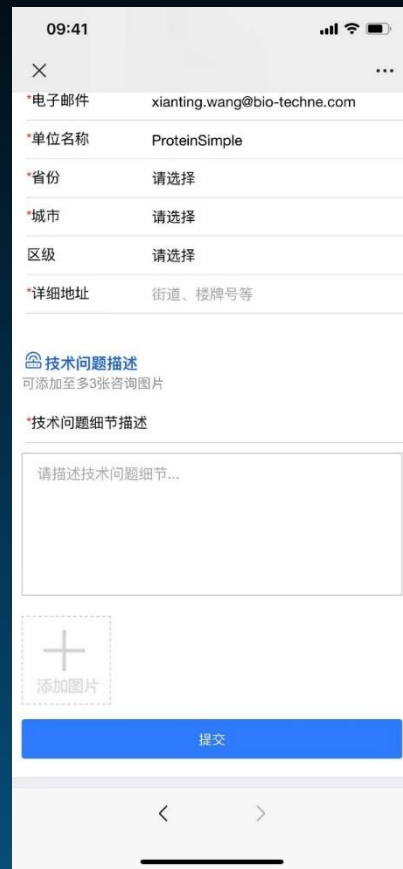 09:41
*电子邮件 xianting.wang@bio-techne.com
*单位名称 ProteinSimple
*省份 请选择
*城市 请选择
区级 请选择
*详细地址 街道、楼牌号等
技术问题描述
可添加至多3张咨询图片
*技术问题细节描述
请描述技术问题细节...
添加图片
提交